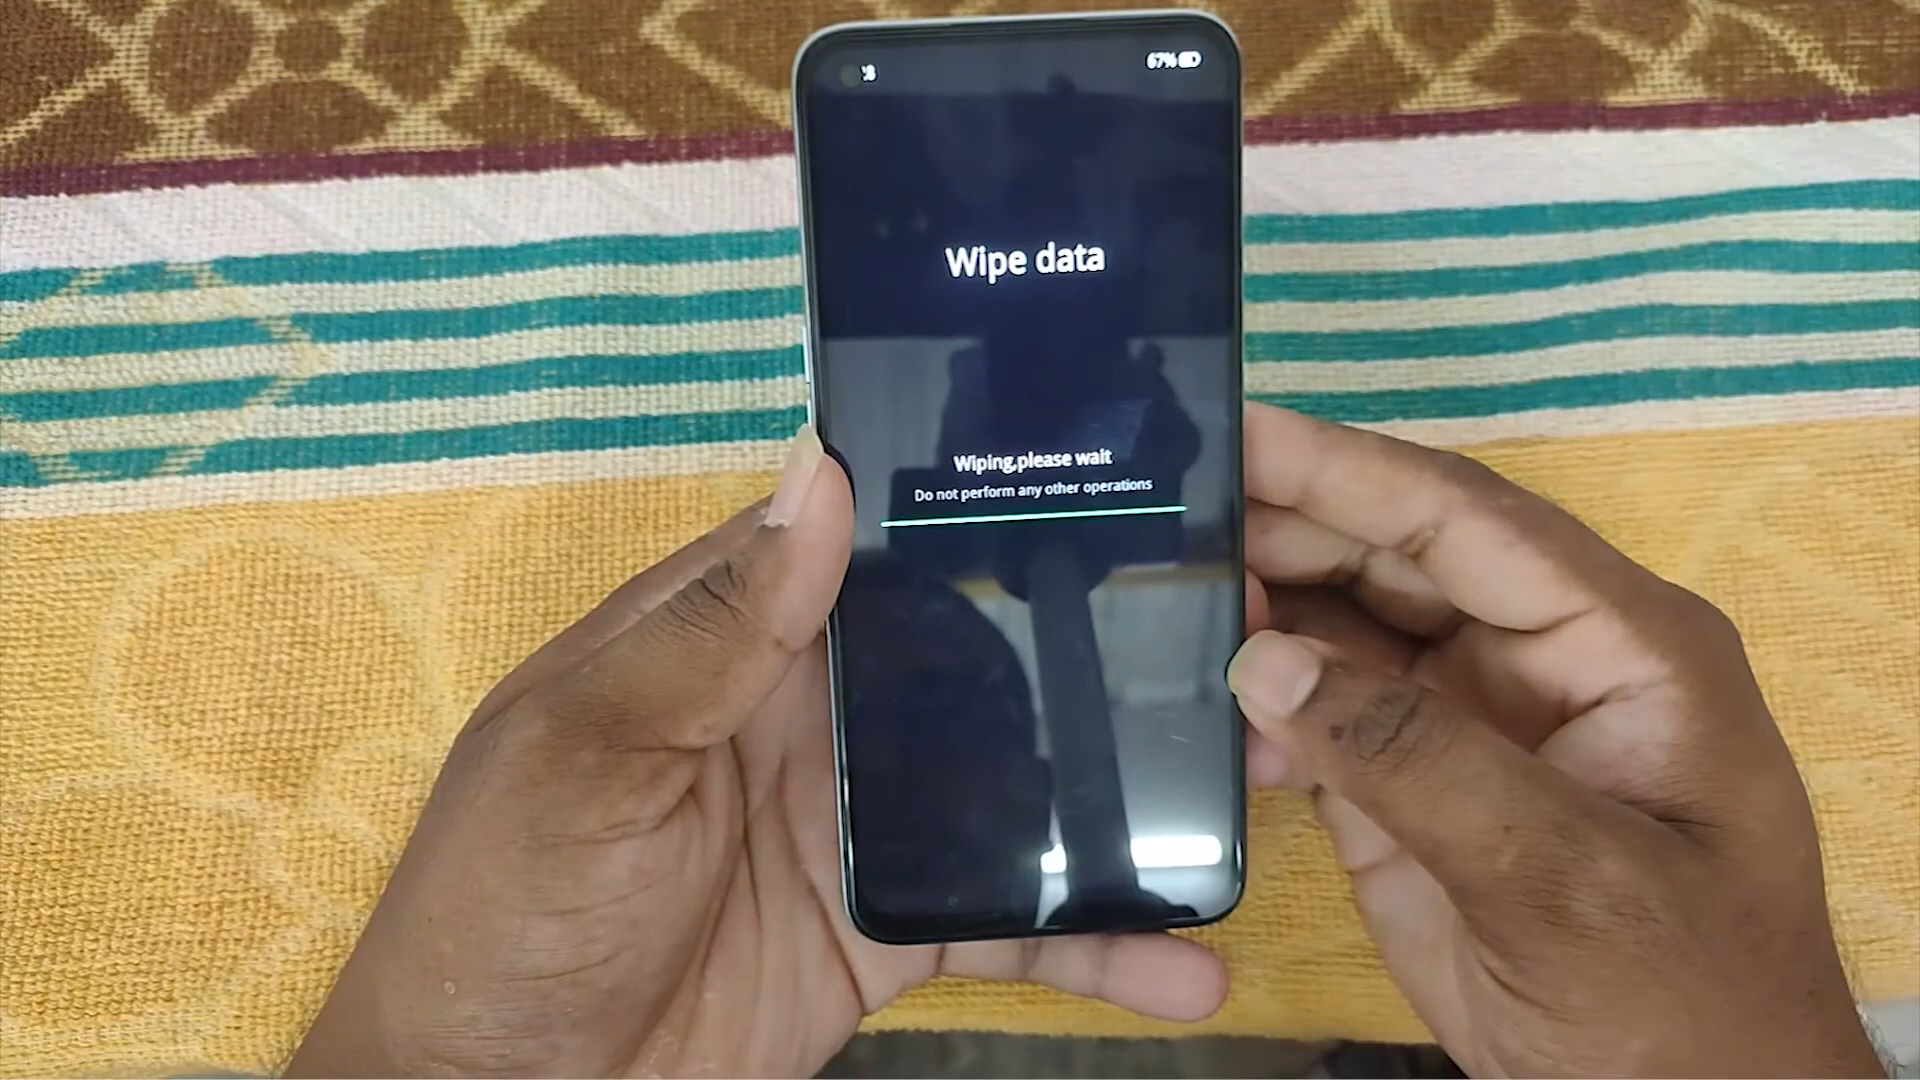 67%
Wipe data
Wiping,please wait
Do not perform any other operations